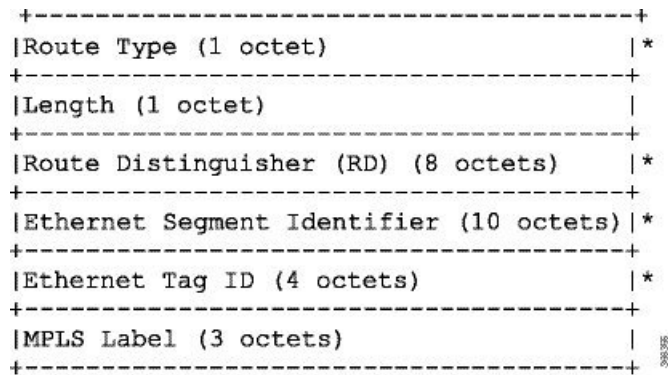 +-------------------------------------+
|Route Type (1 octet) |*
+-------------------------------------+
|Length (1 octet) |
+-------------------------------------+
|Route Distinguisher (RD) (8 octets) |*
+-------------------------------------+
|Ethernet Segment Identifier (10 octets)|*
+-------------------------------------+
|Ethernet Tag ID (4 octets) |*
+-------------------------------------+
|MPLS Label (3 octets) |
+-------------------------------------+